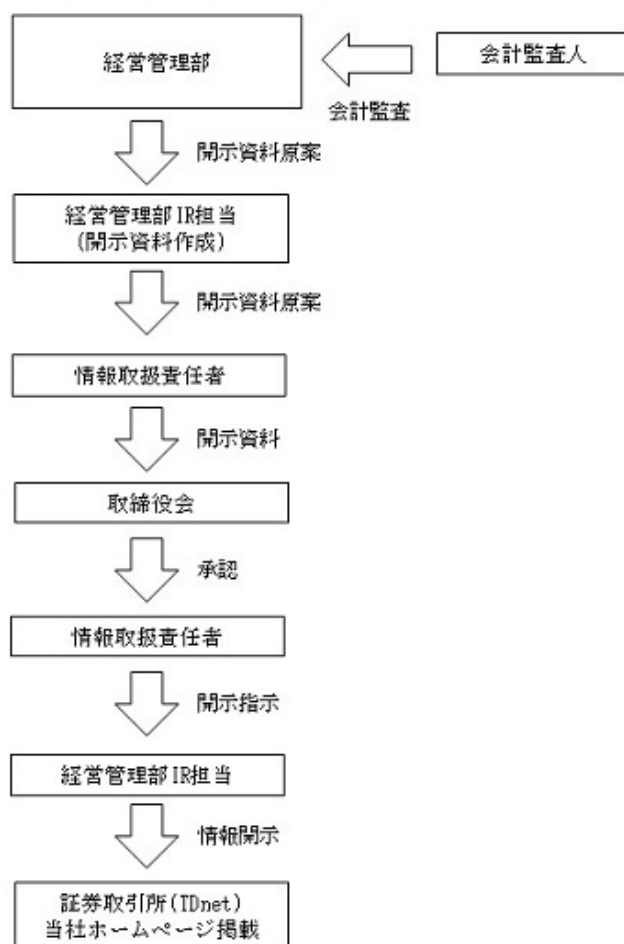 経営管理部
会計監査人
会計監査
開示資料原案
経営管理部IR担当
(開示資料作成)
開示資料原案
情報取扱責任者
開示資料
取締役会
承認
情報取扱責任者
開示指示
経営管理部IR担当
情報開示
証券取引所(TDnet)
当社ホームページ掲載